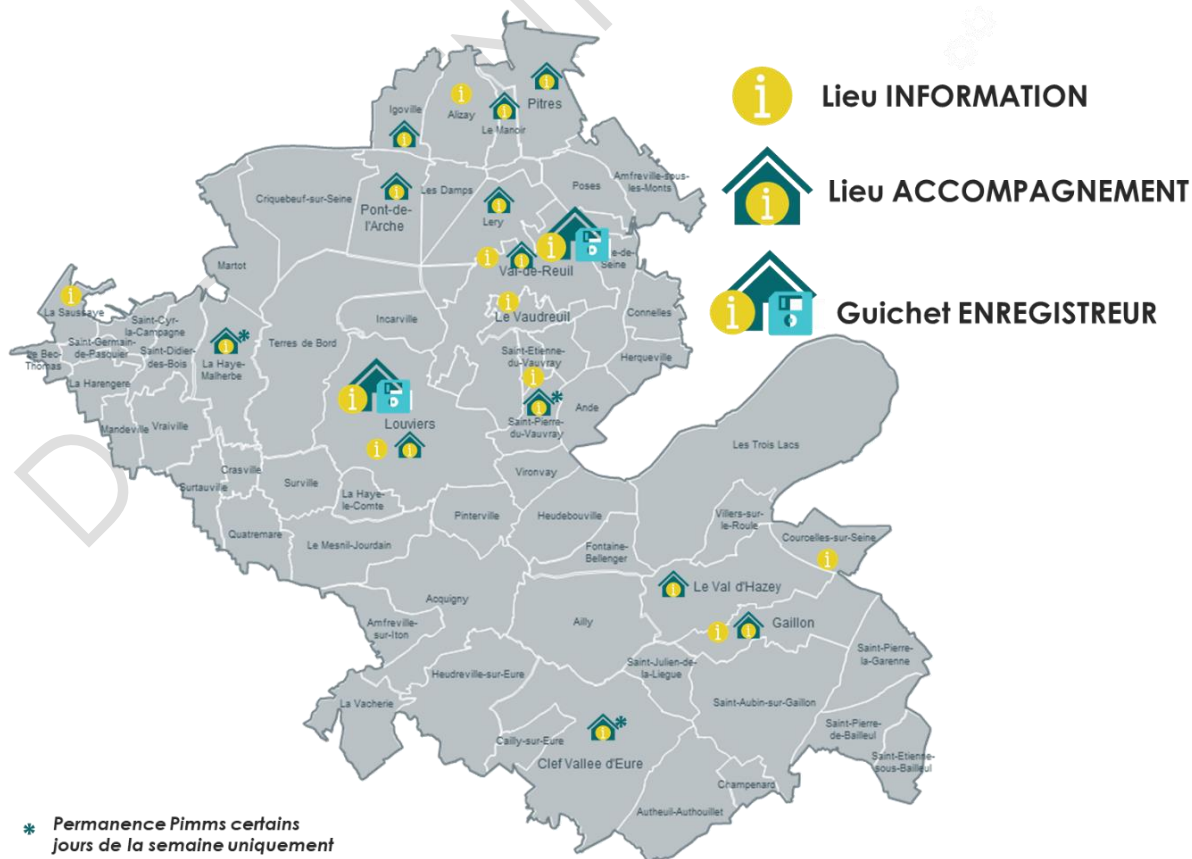 Lieu INFORMATION
Lieu ACCOMPAGNEMENT
Guichet ENREGISTREUR
Igoville
Alizay
Le Manoir
Pitres
Criquebeuf-sur-Seine
Pont-de-
l'Arche
Les Damps
Lery
Poses
Amfreville-sous-
les-Monts
Martot
Val-de-Reuil
e-de-
Seine
La Saussaye
Saint-Cyr-
la-Campagne
Saint-Germain-
de-Pasquier
Saint-Didier-
des-Bois
La Haye-
Malherbe
Terres de Bord
Incarville
Le Vaudreuil
Connelles
Herqueville
Saint-Etienne-
du-Vauvray
Bec-
Thomas
La Harengere
Mandeville
Vraiville
Louviers
Saint-Pierre-
du-Vauvray
Ande
Les Trois Lacs
Crasville
Surtauville
Surville
La Haye-
le-Comte
Vironvay
Quatremare
Le Mesnil-Jourdain
Pinterville
Heudebouville
Fontaine-
Bellenger
Villers-sur-
le-Roule
Courcelles-sur-Seine
Acquigny
Ailly
Le Val d'Hazey
Gaillon
Amfreville-
sur-Iton
Heudreville-sur-Eure
Saint-Julien-de-
la-Liegue
Saint-Pierre-
la-Garenne
La Vacherie
Cailly-sur-Eure
Clef Vallee d'Eure
Saint-Aubin-sur-Gaillon
Saint-Pierre-
de-Bailleul
Saint-Etienne-
sous-Bailleul
Champenard
Autheuil-Authouillet
* Permanence Pimms certains
jours de la semaine uniquement